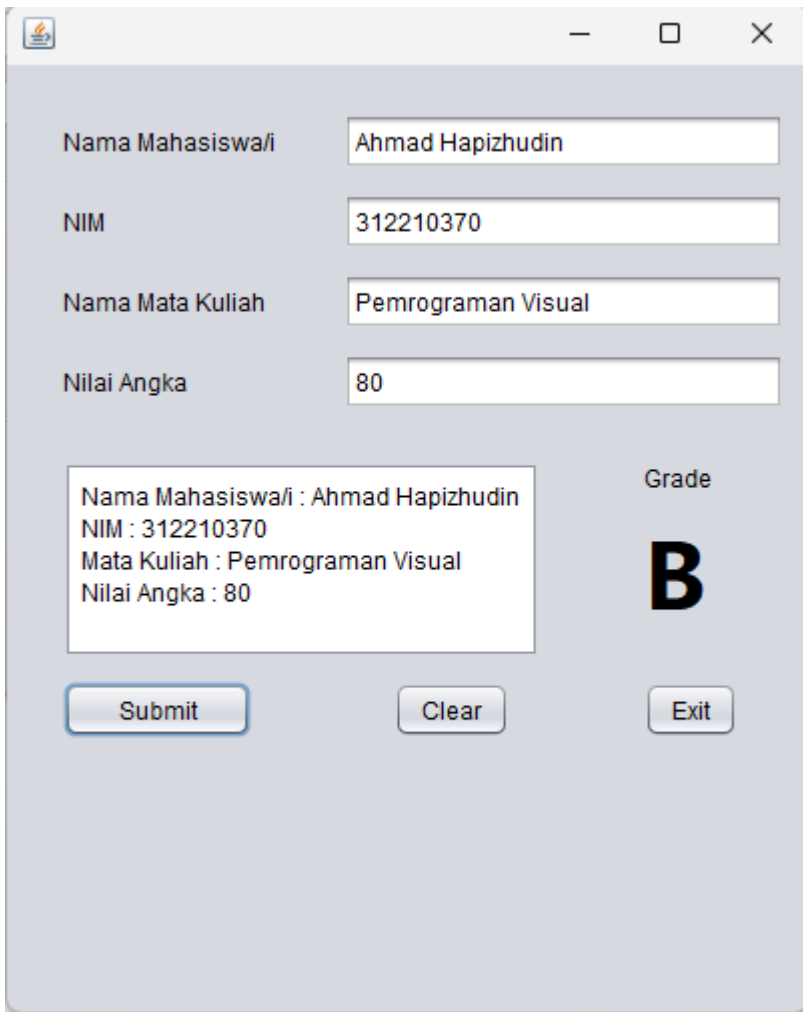 Nama Mahasiswa/i Ahmad Hapizhudin
NIM 312210370
Nama Mata Kuliah Pemrograman Visual
Nilai Angka 80
Nama Mahasiswa/i : Ahmad Hapizhudin
NIM : 312210370
Mata Kuliah : Pemrograman Visual
Nilai Angka : 80
Grade
B
Submit Clear Exit